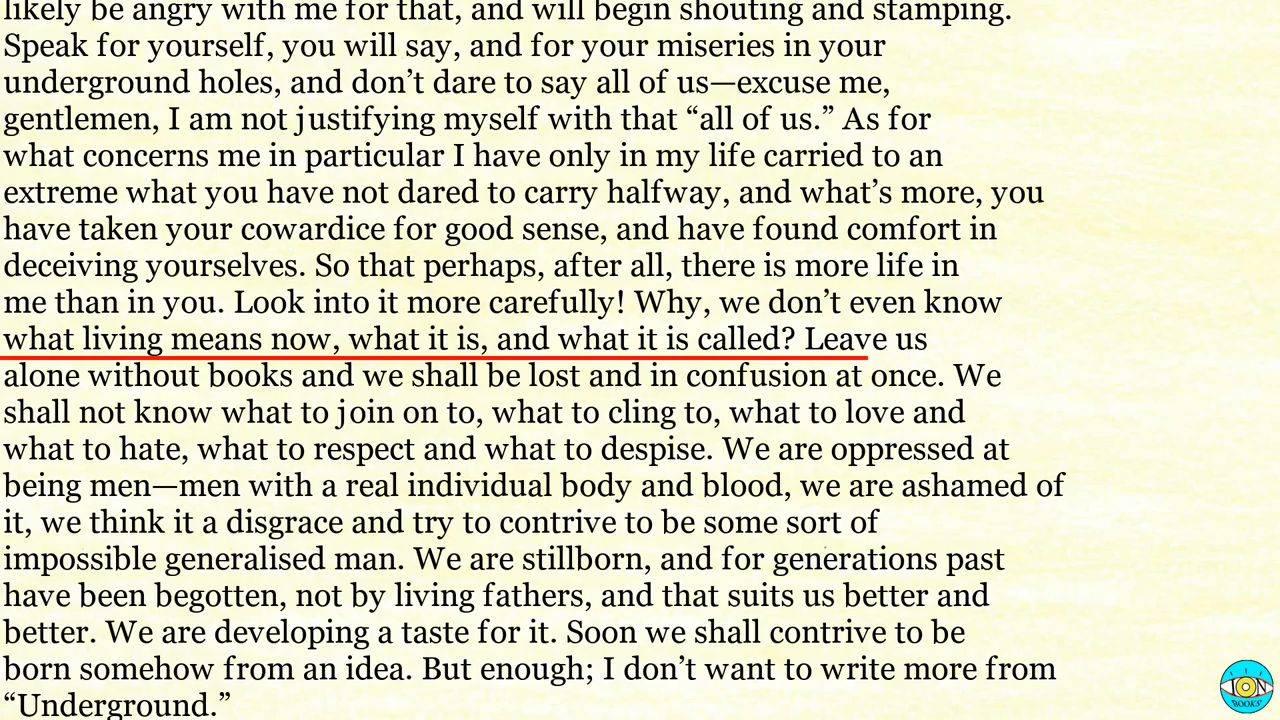 likely be angry with me for that, and will begin shouting and stamping.
Speak for yourself, you will say, and for your miseries in your
underground holes, and don’t dare to say all of us—excuse me,
gentlemen, I am not justifying myself with that “all of us.” As for
what concerns me in particular I have only in my life carried to an
extreme what you have not dared to carry halfway, and what’s more, you
have taken your cowardice for good sense, and have found comfort in
deceiving yourselves. So that perhaps, after all, there is more life in
me than in you. Look into it more carefully! Why, we don’t even know
what living means now, what it is, and what it is called? Leave us
alone without books and we shall be lost and in confusion at once. We
shall not know what to join on to, what to cling to, what to love and
what to hate, what to respect and what to despise. We are oppressed at
being men—men with a real individual body and blood, we are ashamed of
it, we think it a disgrace and try to contrive to be some sort of
impossible generalised man. We are stillborn, and for generations past
have been begotten, not by living fathers, and that suits us better and
better. We are developing a taste for it. Soon we shall contrive to be
born somehow from an idea. But enough; I don’t want to write more from
“Underground.”
ION
BOOKS